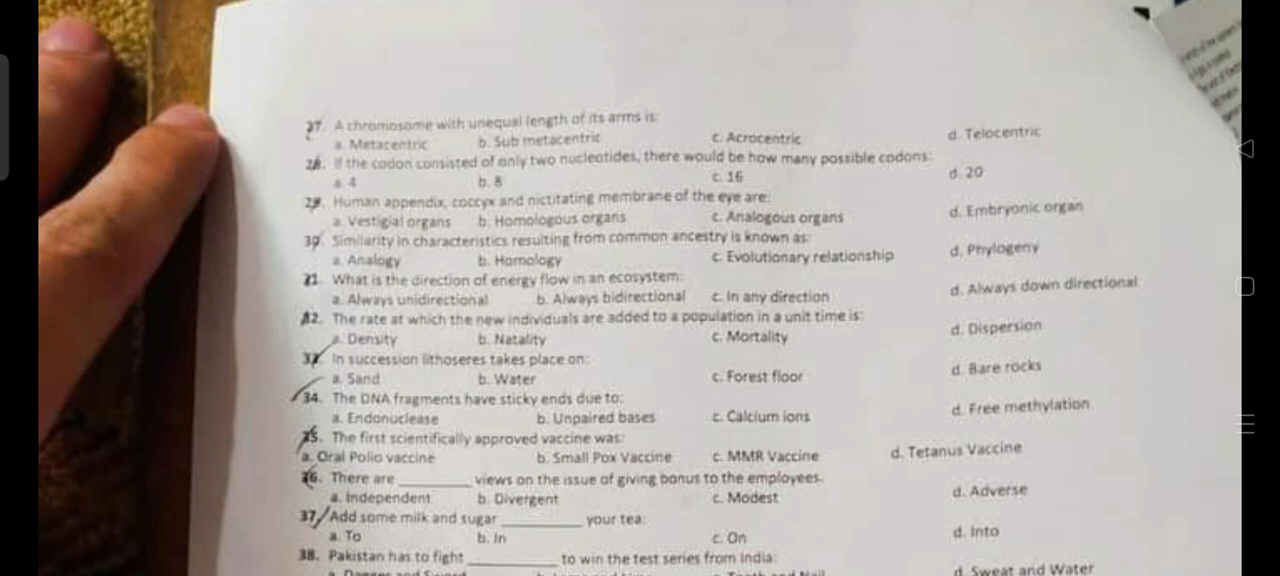 27. A chromosome with unequal length of its arms is:
a. Metacentric b. Sub metacentric c. Acrocentric d. Telocentric
28. If the codon consisted of only two nucleotides, there would be how many possible codons:
a. 4 b. 8 c. 16 d. 20
29. Human appendix, coccyx and nictitating membrane of the eye are:
a. Vestigial organs b. Homologous organs c. Analogous organs d. Embryonic organ
30. Similarity in characteristics resulting from common ancestry is known as:
a. Analogy b. Homology c. Evolutionary relationship d. Phylogeny
31. What is the direction of energy flow in an ecosystem:
a. Always unidirectional b. Always bidirectional c. In any direction d. Always down directional
32. The rate at which the new individuals are added to a population in a unit time is:
a. Density b. Natality c. Mortality d. Dispersion
33. In succession lithoseres takes place on:
a. Sand b. Water c. Forest floor d. Bare rocks
34. The DNA fragments have sticky ends due to:
a. Endonuclease b. Unpaired bases c. Calcium ions d. Free methylation
35. The first scientifically approved vaccine was:
a. Oral Polio vaccine b. Small Pox Vaccine c. MMR Vaccine d. Tetanus Vaccine
36. There are ________ views on the issue of giving bonus to the employees.
a. Independent b. Divergent c. Modest d. Adverse
37. Add some milk and sugar ________ your tea:
a. To b. In c. On d. Into
38. Pakistan has to fight _________ to win the test series from India:
a. Dagger and Sword c. Tooth and Nail d. Sweat and Water